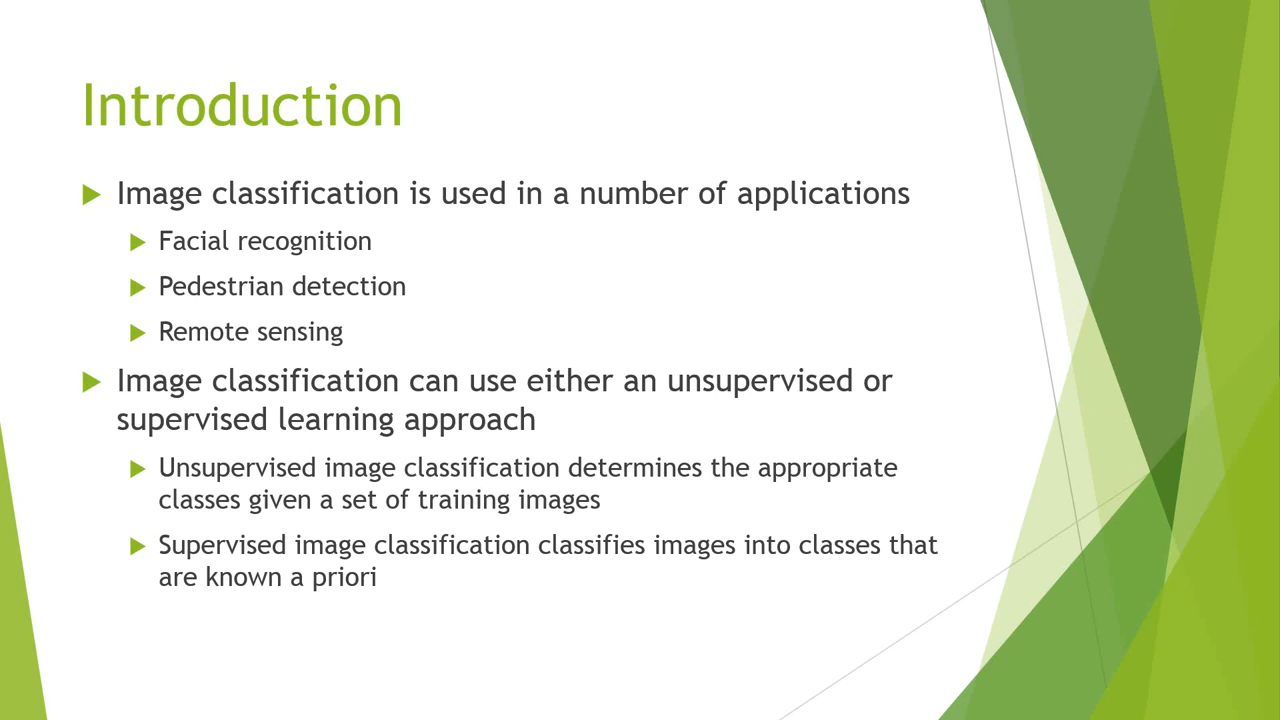 Introduction
Image classification is used in a number of applications
Facial recognition
Pedestrian detection
Remote sensing
Image classification can use either an unsupervised or
supervised learning approach
Unsupervised image classification determines the appropriate
classes given a set of training images
Supervised image classification classifies images into classes that
are known a priori